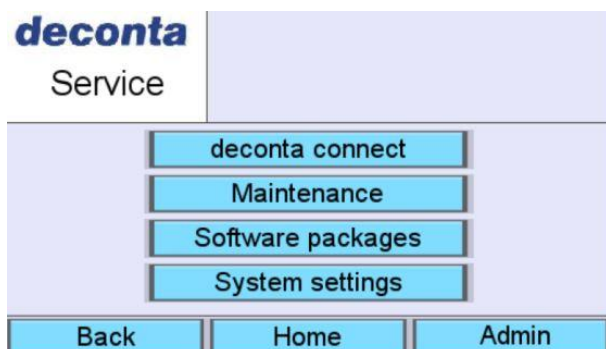 deconta
Service
deconta connect
Maintenance
Software packages
System settings
Back Home Admin